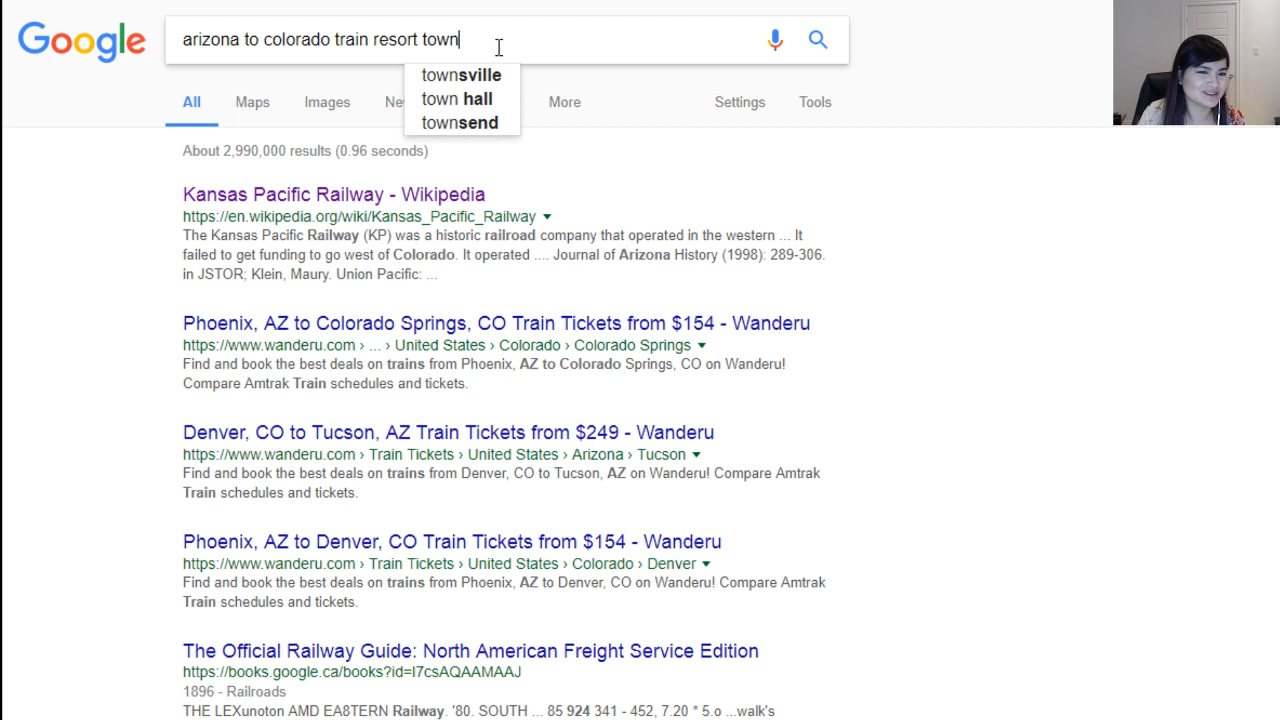 Google
arizona to colorado train resort town
townsville
town hall
townsend
All Maps Images More Settings Tools
About 2,990,000 results (0.96 seconds)
Kansas Pacific Railway - Wikipedia
https://en.wikipedia.org/wiki/Kansas_Pacific_Railway
The Kansas Pacific Railway (KP) was a historic railroad company that operated in the western ... It
failed to get funding to go west of Colorado. It operated .... Journal of Arizona History (1998): 289-306.
in JSTOR; Klein, Maury. Union Pacific: ...
Phoenix, AZ to Colorado Springs, CO Train Tickets from $154 - Wanderu
https://www.wanderu.com › ... › United States › Colorado › Colorado Springs
Find and book the best deals on trains from Phoenix, AZ to Colorado Springs, CO on Wanderu!
Compare Amtrak Train schedules and tickets.
Denver, CO to Tucson, AZ Train Tickets from $249 - Wanderu
https://www.wanderu.com › Train Tickets › United States › Arizona › Tucson
Find and book the best deals on trains from Denver, CO to Tucson, AZ on Wanderu! Compare Amtrak
Train schedules and tickets.
Phoenix, AZ to Denver, CO Train Tickets from $154 - Wanderu
https://www.wanderu.com › Train Tickets › United States › Colorado › Denver
Find and book the best deals on trains from Phoenix, AZ to Denver, CO on Wanderu! Compare Amtrak
Train schedules and tickets.
The Official Railway Guide: North American Freight Service Edition
https://books.google.ca/books?id=I7csAQAAMAAJ
1896 - Railroads
THE LEXunoton AMD EA8TERN Railway. '80. SOUTH ... 85 924 341 - 452, 7.20 * 5.o ...walk's